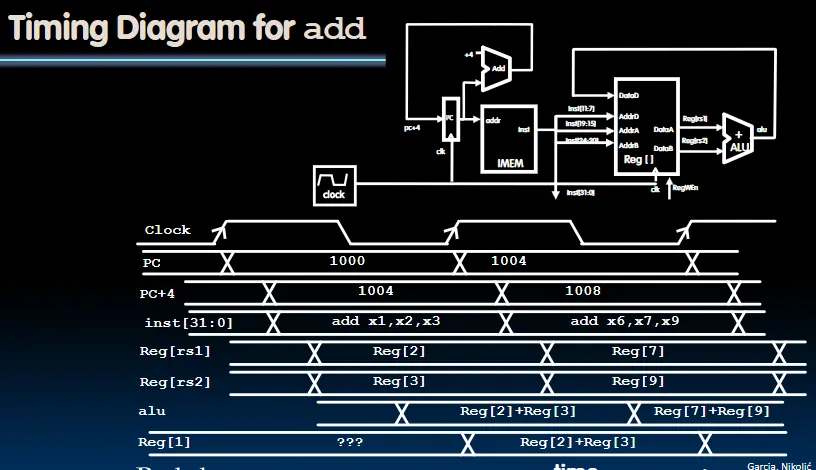 Timing Diagram for add
+4
Add
DataD
Inst[11:7]
AddrD
Reg[rs1]
alu
PC
addr
Inst[19:15]
AddrA
DataA
+
pc+4
inst
AddrB
DataB
Reg[rs2]
ALU
clk
IMEM
Reg [ ]
clock
Inst[31:0]
clk
RegWEn
Clock
PC 1000 1004
PC+4 1004 1008
inst[31:0] add x1,x2,x3 add x6,x7,x9
Reg[rs1] Reg[2] Reg[7]
Reg[rs2] Reg[3] Reg[9]
alu Reg[2]+Reg[3] Reg[7]+Reg[9]
Reg[1] ??? Reg[2]+Reg[3]
time
Garcia, Nikolić